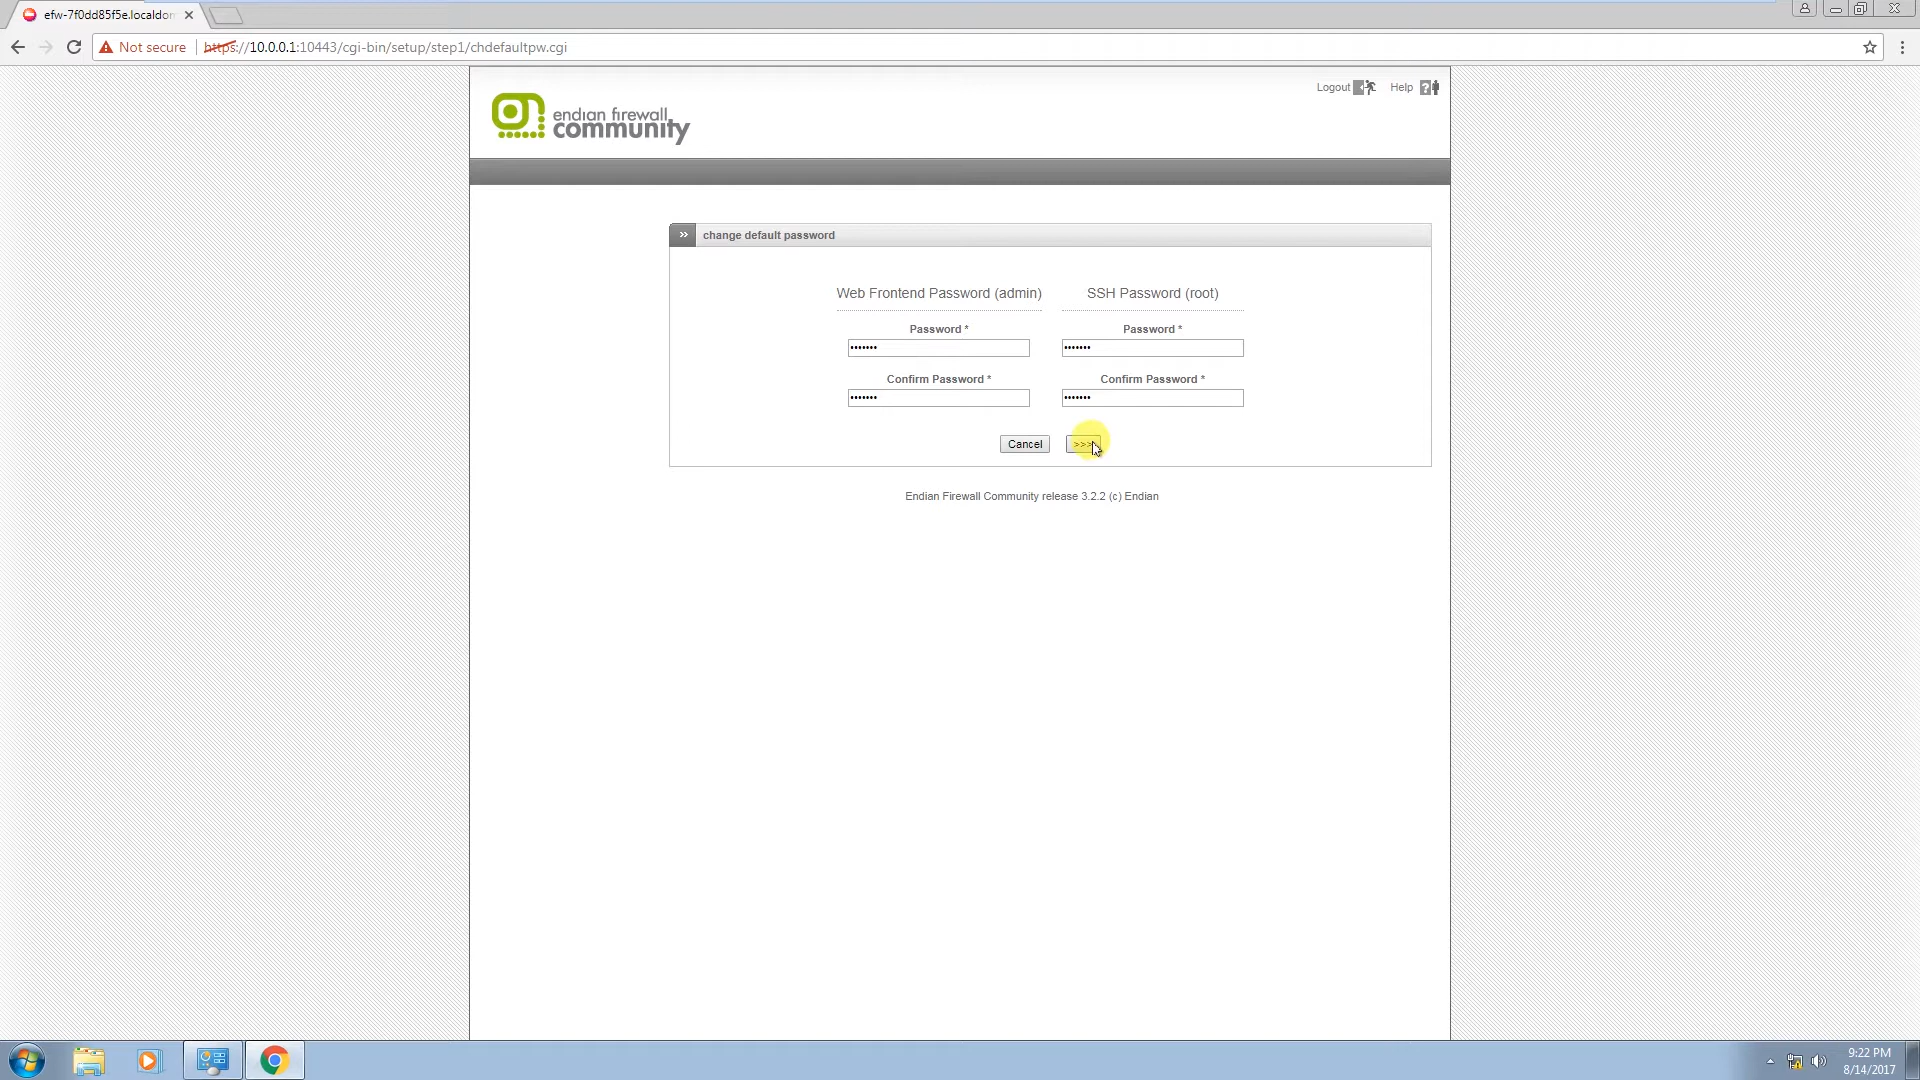 efw-7f0dd85f5e.localdon
Not secure | https://10.0.0.1:10443/cgi-bin/setup/step1/chdefaultpw.cgi
Logout Help
endian firewall
community
change default password
Web Frontend Password (admin) SSH Password (root)
Password * Password *
••••••• •••••••
Confirm Password * Confirm Password *
••••••• •••••••
Cancel >>>
Endian Firewall Community release 3.2.2 (c) Endian
9:22 PM
8/14/2017